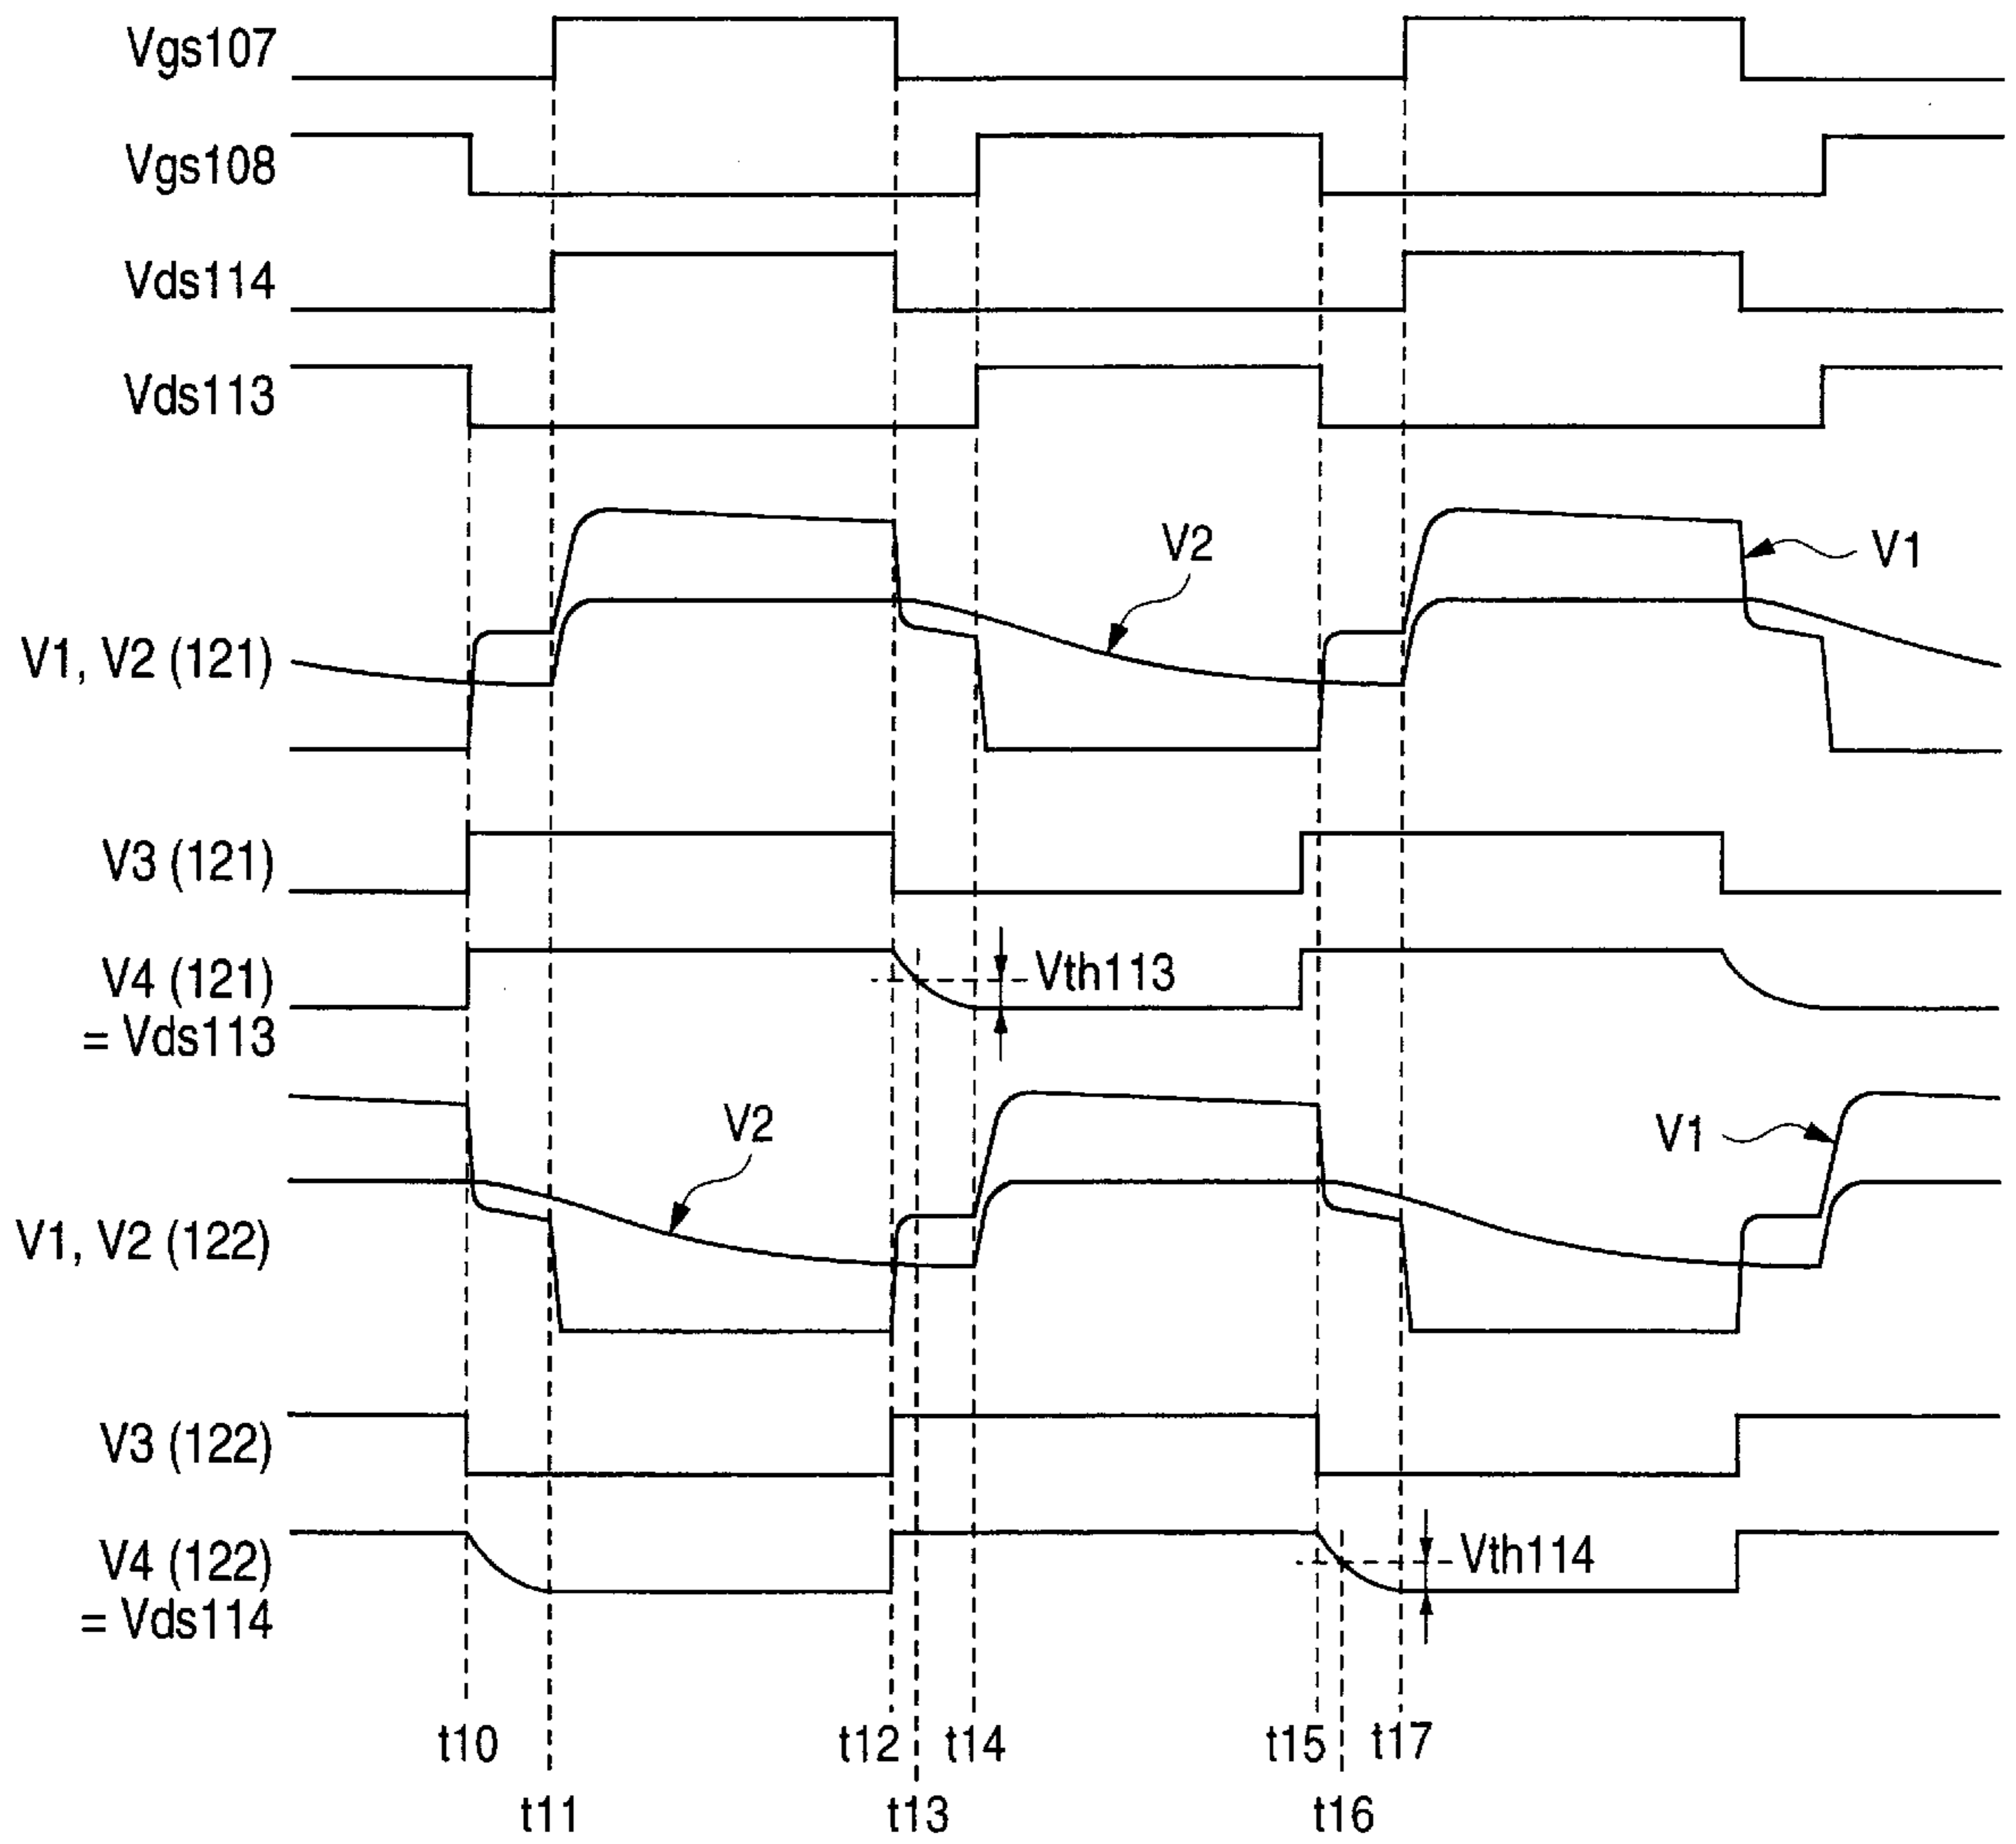 Vgs107
Vgs108
Vds114
Vds113
V2
V1
V1, V2 (121)
V3 (121)
V4 (121)
= Vds113
Vth113
V2
V1
V1, V2 (122)
V3 (122)
V4 (122)
= Vds114
Vth114
t10
t12
t14
t15
t17
t11
t13
t16